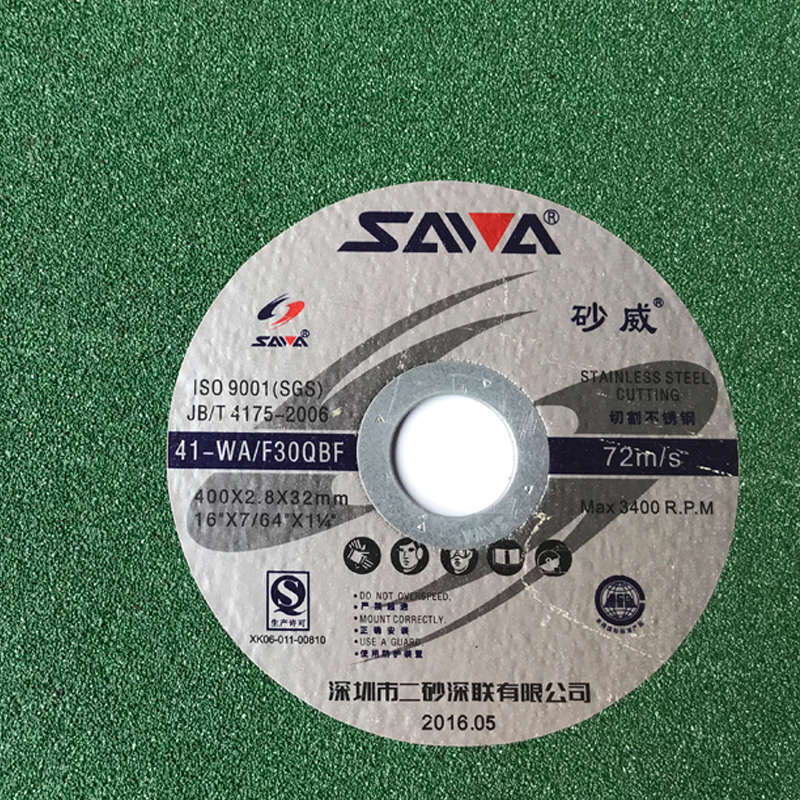 SAWA®
砂威®
SAWA®
ISO 9001(SGS)
JB/T 4175-2006
STAINLESS STEEL
CUTTING
切割不锈钢
41-WA/F30QBF
72m/s
400X2.8X32mm
16"X7/64"X1¼"
Max 3400 R.P.M
生产许可
XK06-011-00810
• DO NOT OVERSPEED.
• 严禁超速
• MOUNT CORRECTLY.
• 正确安装
• USE A GUARD.
• 使用防护装置
深圳市二砂深联有限公司
2016.05